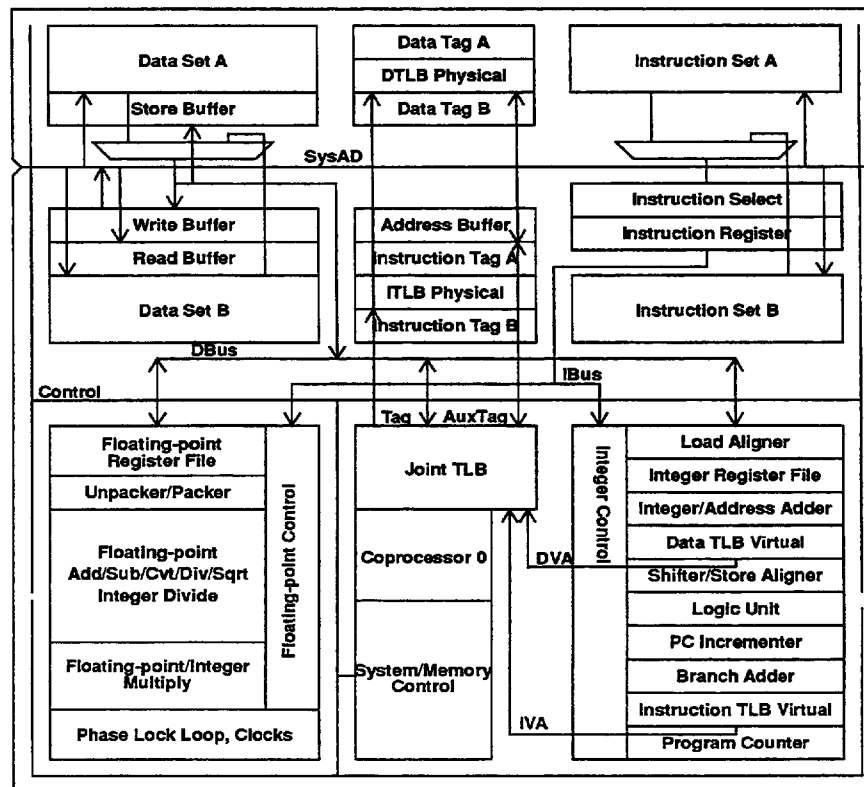 Data Set A
Store Buffer
Data Tag A
DTLB Physical
Data Tag B
Instruction Set A
SysAD
Write Buffer
Read Buffer
Data Set B
Address Buffer
Instruction Tag A
ITLB Physical
Instruction Tag B
Instruction Select
Instruction Register
Instruction Set B
DBus
IBus
Control
Tag
AuxTag
Floating-point
Register File
Unpacker/Packer
Floating-point
Add/Sub/Cvt/Div/Sqrt
Integer Divide
Floating-point/Integer
Multiply
Phase Lock Loop, Clocks
Floating-point Control
Joint TLB
Coprocessor 0
System/Memory
Control
DVA
IVA
Integer Control
Load Aligner
Integer Register File
Integer/Address Adder
Data TLB Virtual
Shifter/Store Aligner
Logic Unit
PC Incrementer
Branch Adder
Instruction TLB Virtual
Program Counter